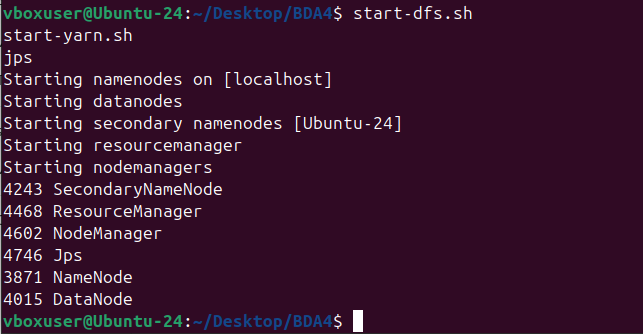 vboxuser@Ubuntu-24:~/Desktop/BDA4$ start-dfs.sh
start-yarn.sh
jps
Starting namenodes on [localhost]
Starting datanodes
Starting secondary namenodes [Ubuntu-24]
Starting resourcemanager
Starting nodemanagers
4243 SecondaryNameNode
4468 ResourceManager
4602 NodeManager
4746 Jps
3871 NameNode
4015 DataNode
vboxuser@Ubuntu-24:~/Desktop/BDA4$